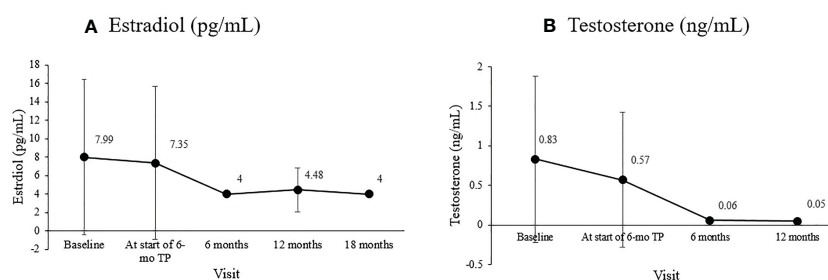 A Estradiol (pg/mL)
Estrdiol (pg/mL)
18
16
14
12
10
8
6
4
2
0
-2
7.99
7.35
4
4.48
4
Baseline
At start of 6-
mo TP
6 months
12 months
18 months
Visit
B Testosterone (ng/mL)
Testosterone (ng/mL)
2
1.5
1
0.5
0
-0.5
0.83
0.57
0.06
0.05
Baseline
At start of 6-mo TP
6 months
12 months
Visit